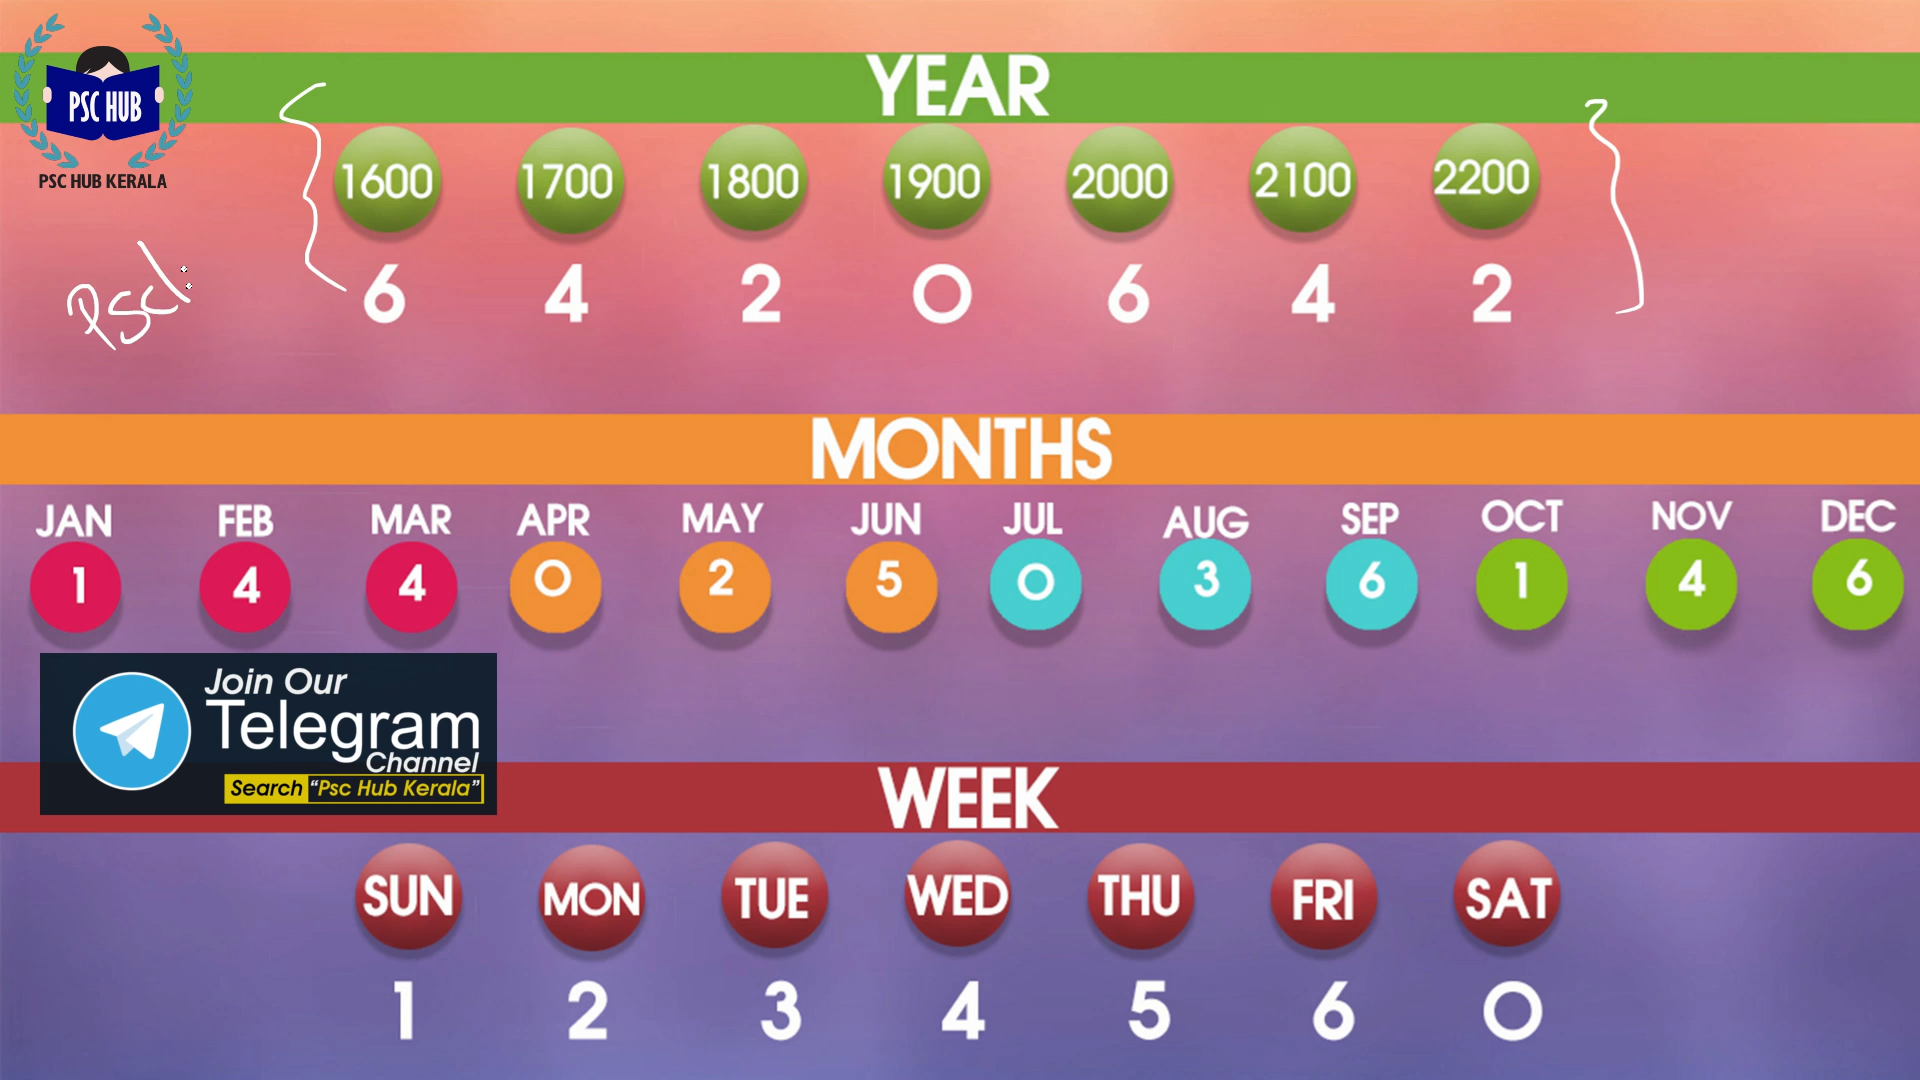 PSC HUB
PSC HUB KERALA
YEAR
1600 1700 1800 1900 2000 2100 2200
6 4 2 0 6 4 2
PSC
MONTHS
JAN FEB MAR APR MAY JUN JUL AUG SEP OCT NOV DEC
1 4 4 0 2 5 0 3 6 1 4 6
Join Our
Telegram
Channel
Search "Psc Hub Kerala"
WEEK
SUN MON TUE WED THU FRI SAT
1 2 3 4 5 6 0